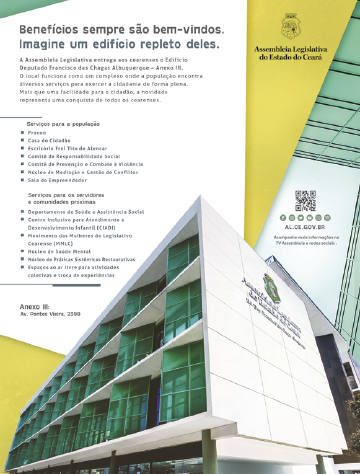 Benefícios sempre são bem-vindos.
Imagine um edifício repleto deles.
A Assembleia Legislativa entrega aos cearenses o Edifício
Deputado Francisco das Chagas Albuquerque – Anexo III.
O local funciona como um complexo onde a população encontra
diversos serviços para exercer a cidadania de forma plena.
Mais que uma facilidade para o cidadão, a novidade
representa uma conquista de todos os cearenses.
Assembleia Legislativa
do Estado do Ceará
Serviços para a população
Procon
Casa do Cidadão
Escritório Frei Tito de Alencar
Comitê de Responsabilidade Social
Comitê de Prevenção e Combate à Violência
Núcleo de Mediação e Gestão de Conflitos
Sala do Empreendedor
Serviços para os servidores
e comunidades próximas
Departamento de Saúde e Assistência Social
Centro Inclusivo para Atendimento e
Desenvolvimento Infantil (CIADI)
Movimento das Mulheres do Legislativo
Cearense (MMLC)
Núcleo de Saúde Mental
Núcleo de Práticas Sistêmicas Restaurativas
Espaços ao ar livre para atividades
coletivas e troca de experiências
Anexo III:
Av. Pontes Vieira, 2300
AL.CE.GOV.BR
Acompanhe mais informações na
TV Assembleia e redes sociais